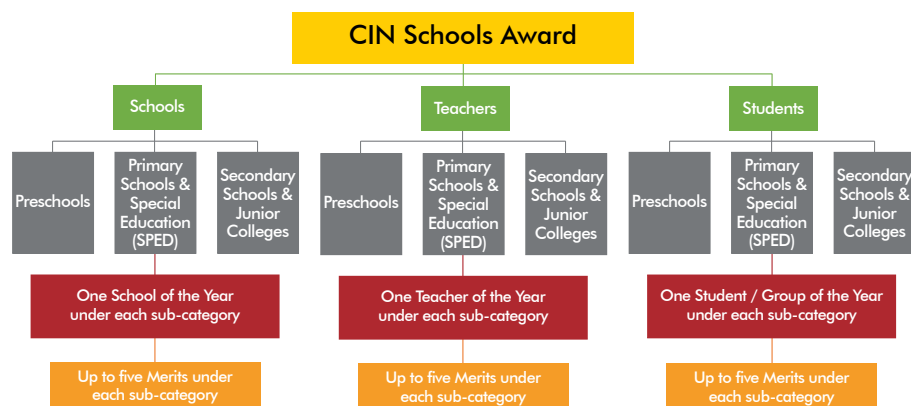 CIN Schools Award
Schools
Teachers
Students
Preschools
Primary
Schools &
Special
Education
(SPED)
Secondary
Schools &
Junior
Colleges
Preschools
Primary
Schools &
Special
Education
(SPED)
Secondary
Schools &
Junior
Colleges
Preschools
Primary
Schools &
Special
Education
(SPED)
Secondary
Schools &
Junior
Colleges
One School of the Year
under each sub-category
One Teacher of the Year
under each sub-category
One Student / Group of the Year
under each sub-category
Up to five Merits under
each sub-category
Up to five Merits under
each sub-category
Up to five Merits under
each sub-category